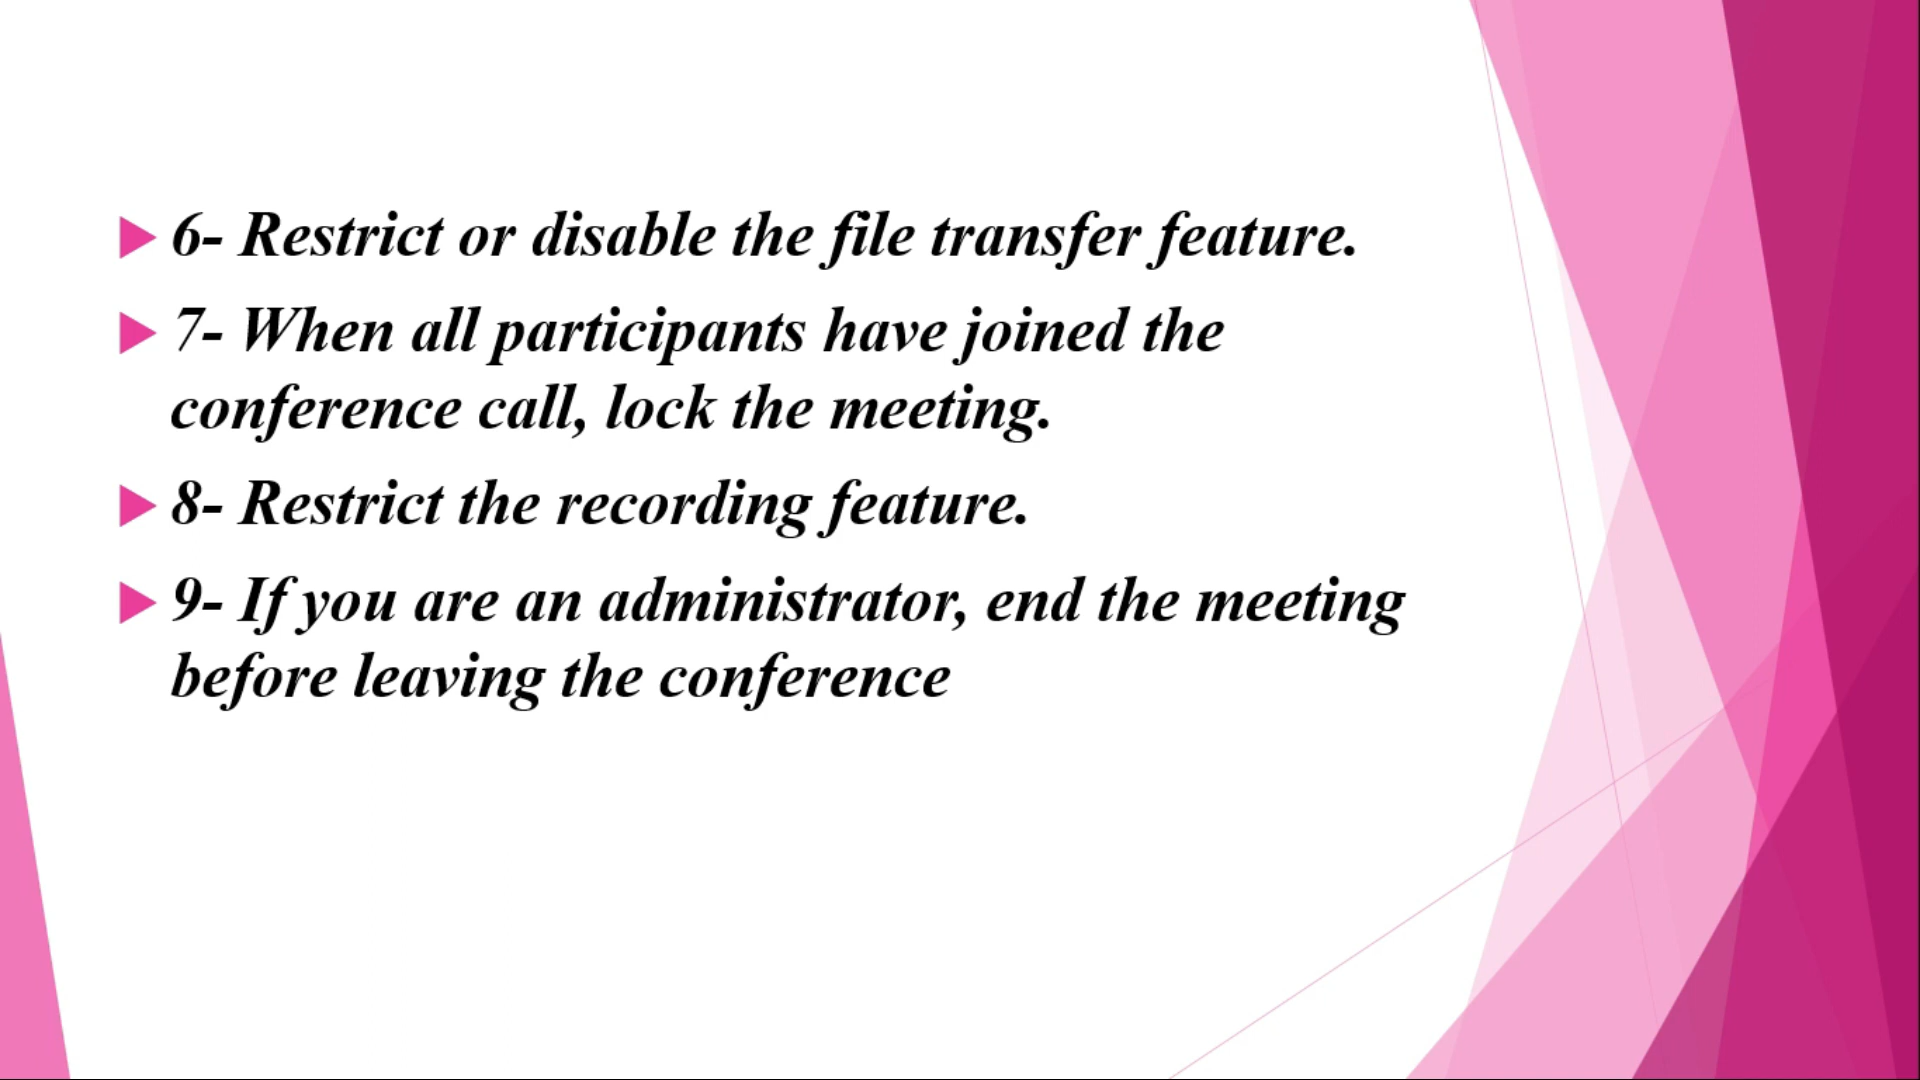 6- Restrict or disable the file transfer feature.
7- When all participants have joined the
conference call, lock the meeting.
8- Restrict the recording feature.
9- If you are an administrator, end the meeting
before leaving the conference